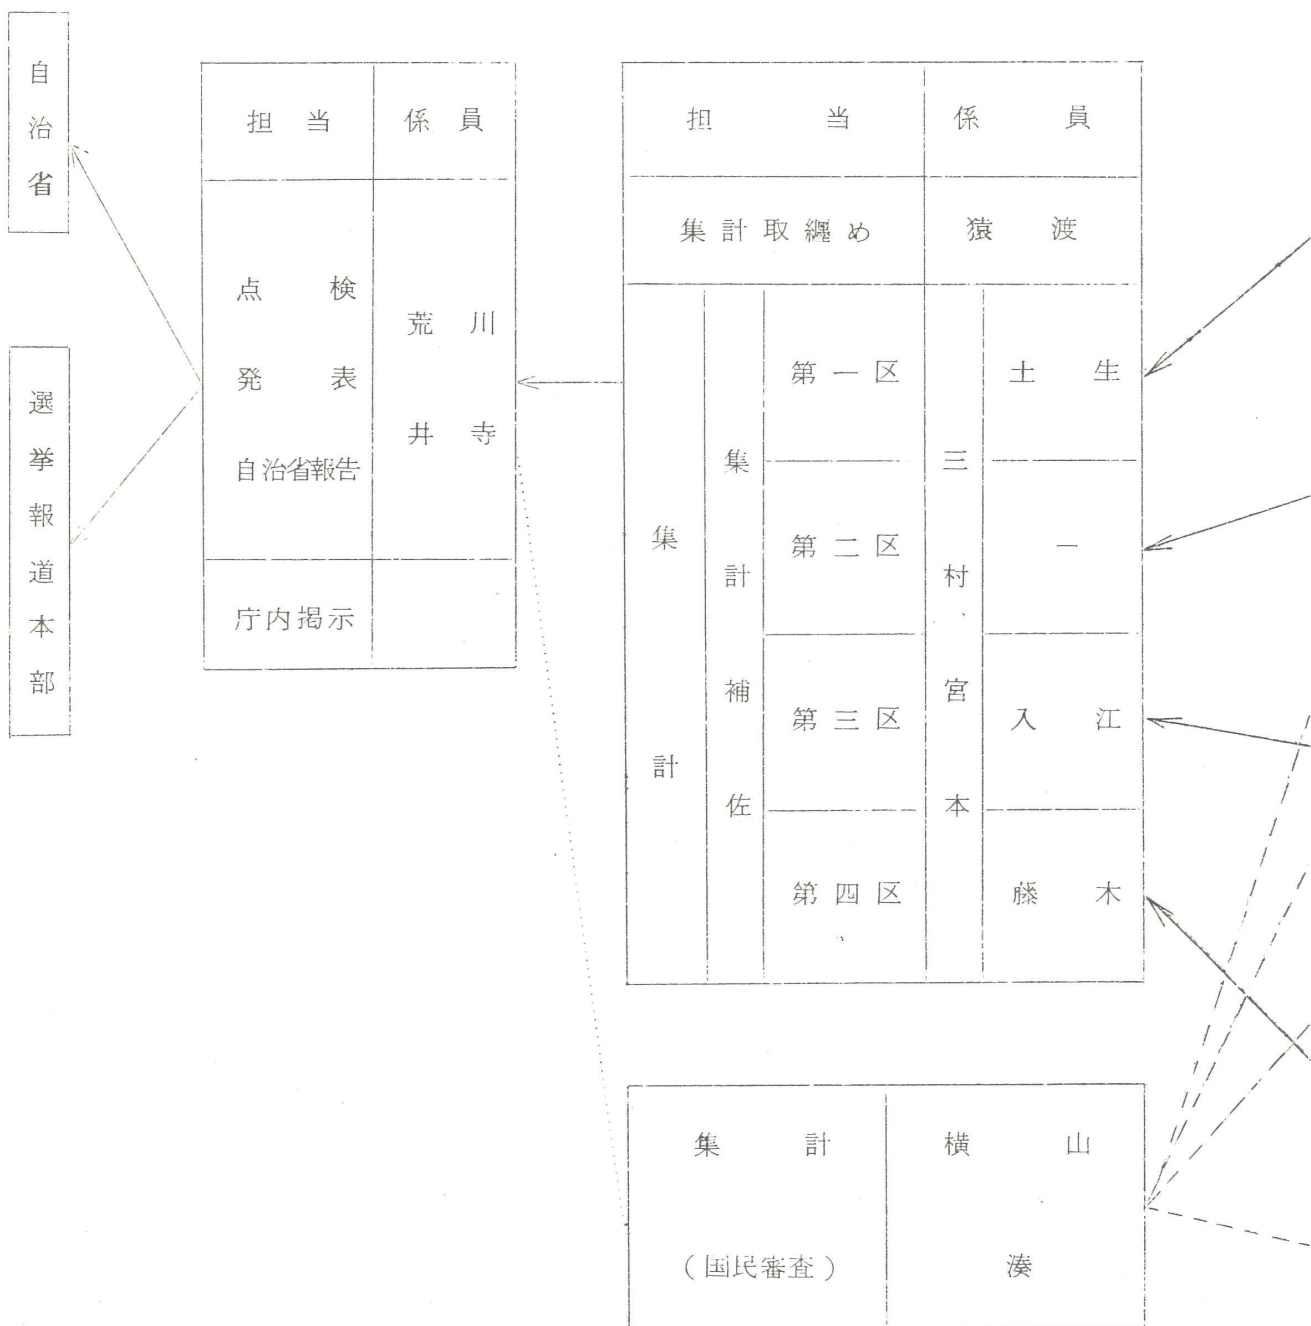 自治省
選挙報道本部
担当 係員
点検
発表
自治省報告
荒川
井寺
庁内掲示
担当 係員
集計取纒め 猿渡
集計
集計補佐
第一区
第二区
第三区
第四区
三村、宮本
土生
一
入江
藤木
集計
(国民審査)
横山
湊